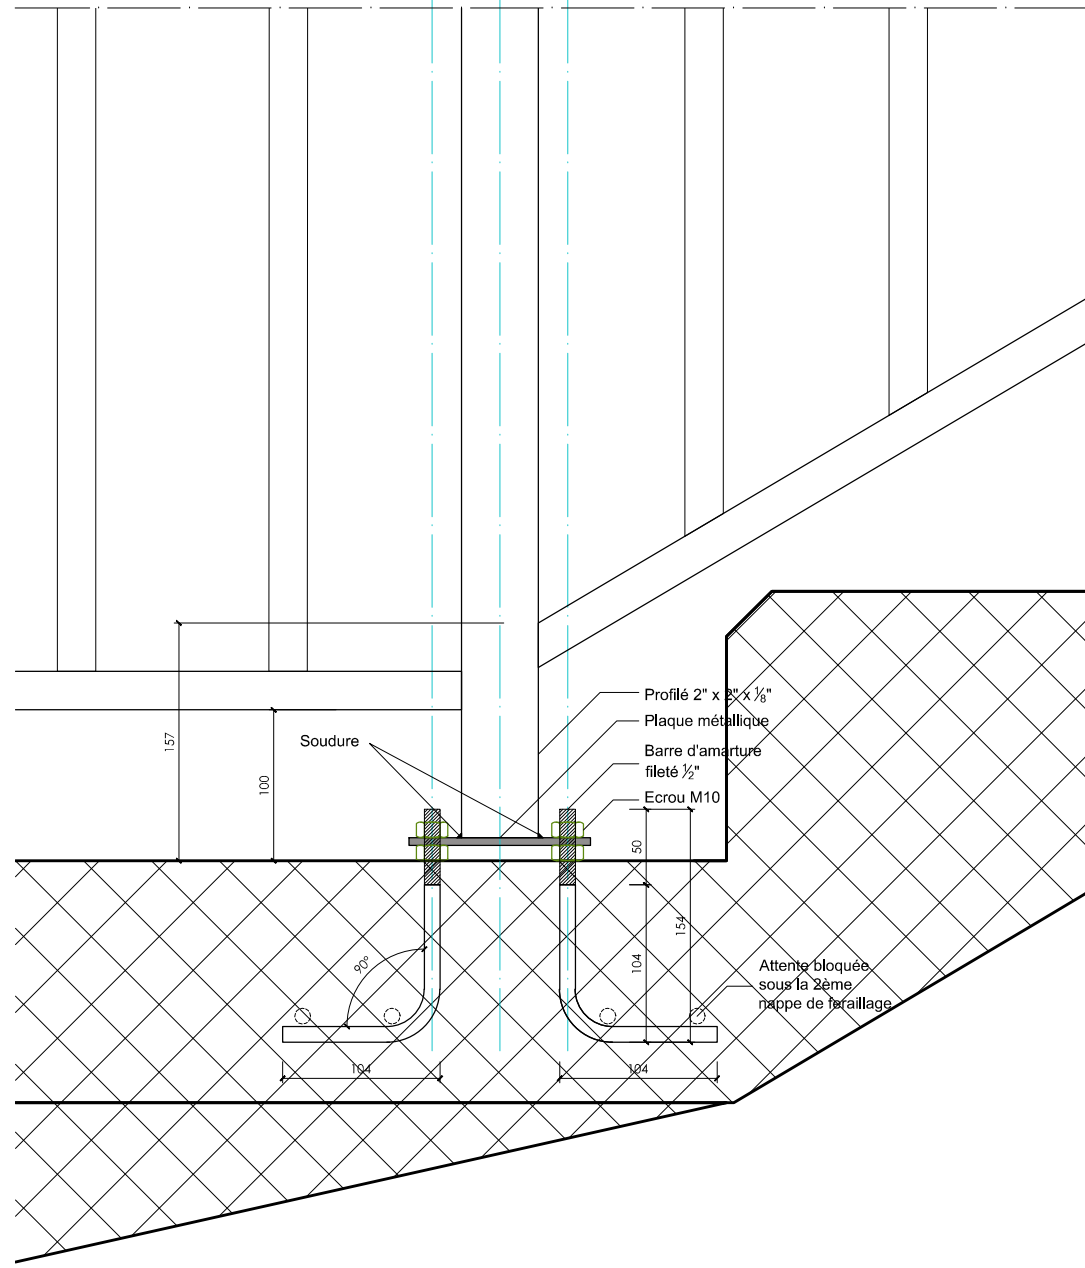 Profilé 2" x 2" x ⅛"
Plaque métallique
Soudure
Barre d'amarture
fileté ½"
Ecrou M10
157
100
50
154
104
90°
Attente bloquée
sous la 2ème
nappe de feraillage
104
104